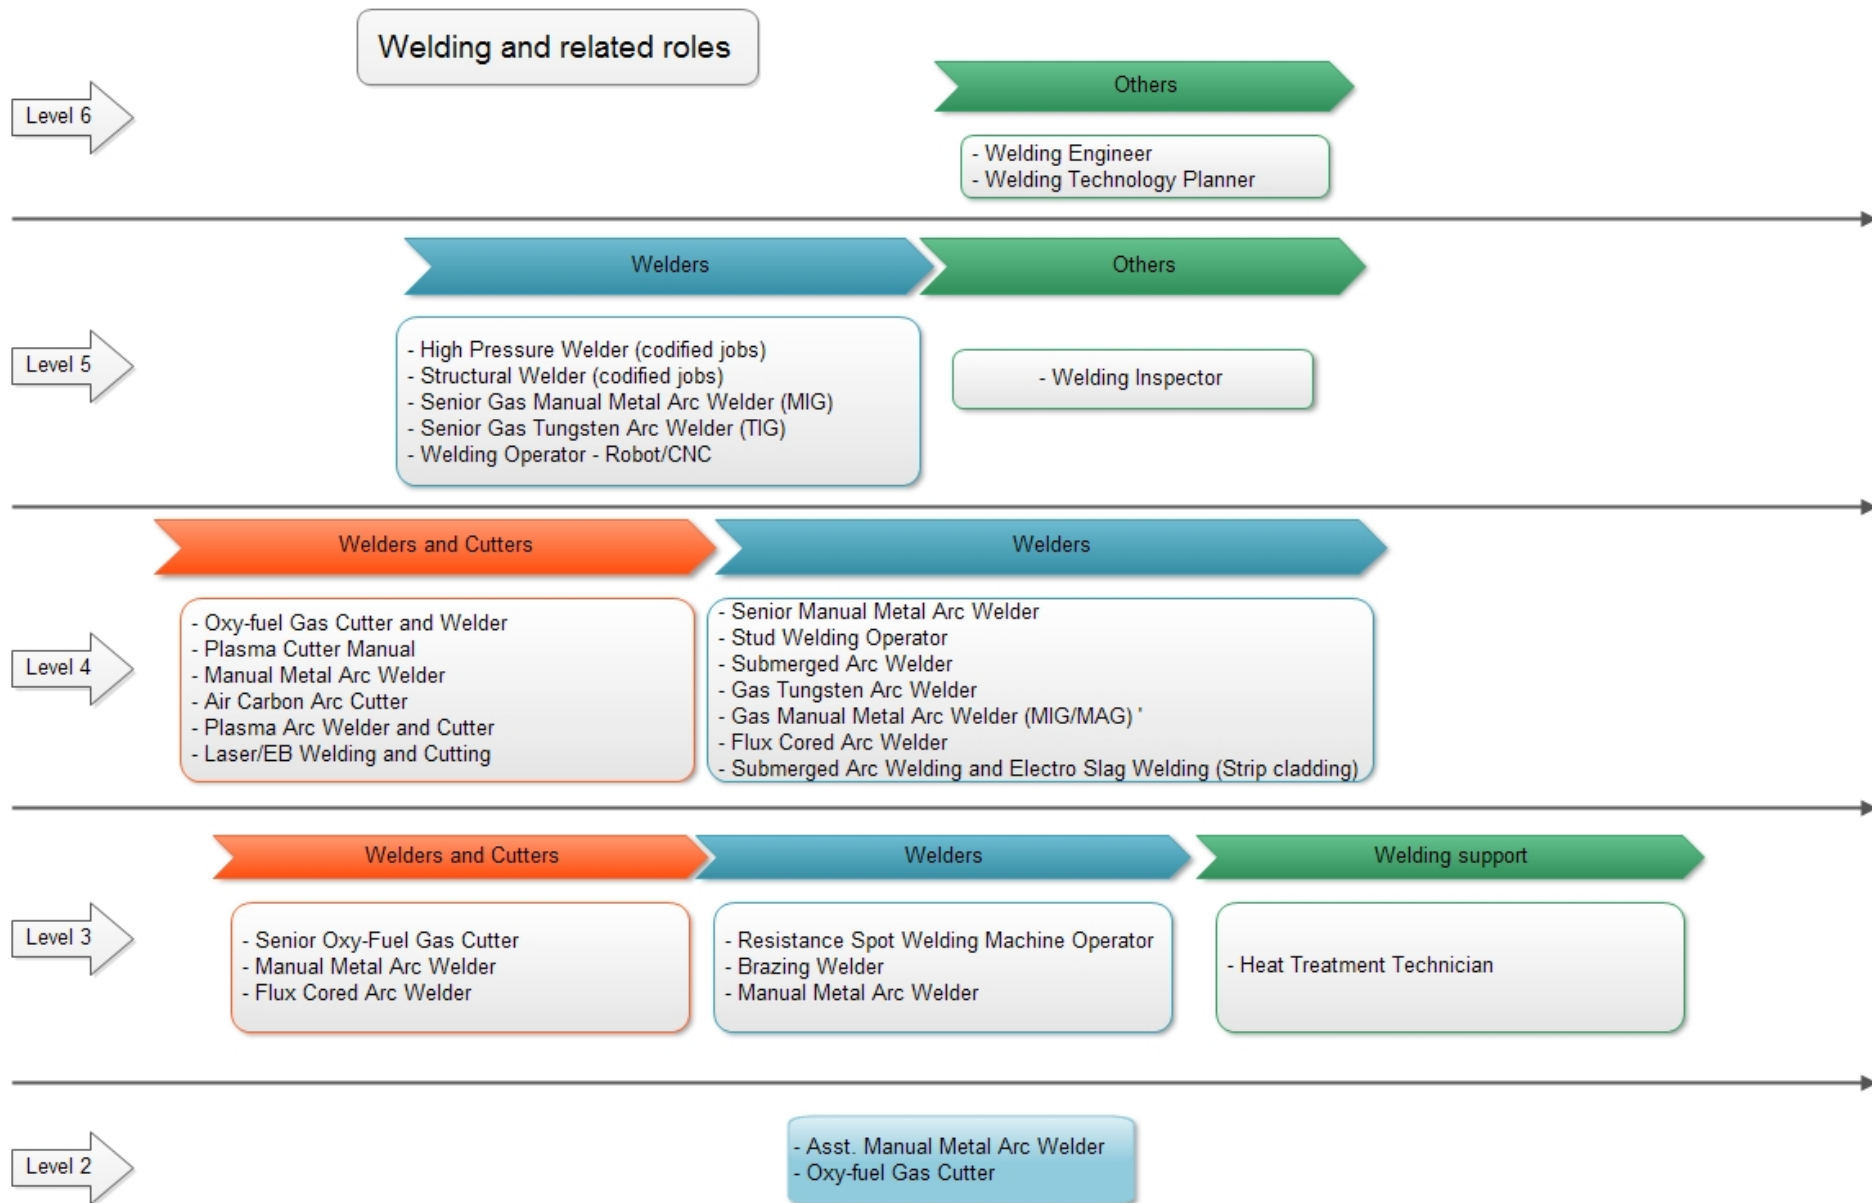 Welding and related roles
Level 6
Others
- Welding Engineer
- Welding Technology Planner
Level 5
Welders
- High Pressure Welder (codified jobs)
- Structural Welder (codified jobs)
- Senior Gas Manual Metal Arc Welder (MIG)
- Senior Gas Tungsten Arc Welder (TIG)
- Welding Operator - Robot/CNC
Others
- Welding Inspector
Level 4
Welders and Cutters
- Oxy-fuel Gas Cutter and Welder
- Plasma Cutter Manual
- Manual Metal Arc Welder
- Air Carbon Arc Cutter
- Plasma Arc Welder and Cutter
- Laser/EB Welding and Cutting
Welders
- Senior Manual Metal Arc Welder
- Stud Welding Operator
- Submerged Arc Welder
- Gas Tungsten Arc Welder
- Gas Manual Metal Arc Welder (MIG/MAG) '
- Flux Cored Arc Welder
- Submerged Arc Welding and Electro Slag Welding (Strip cladding)
Level 3
Welders and Cutters
- Senior Oxy-Fuel Gas Cutter
- Manual Metal Arc Welder
- Flux Cored Arc Welder
Welders
- Resistance Spot Welding Machine Operator
- Brazing Welder
- Manual Metal Arc Welder
Welding support
- Heat Treatment Technician
Level 2
- Asst. Manual Metal Arc Welder
- Oxy-fuel Gas Cutter